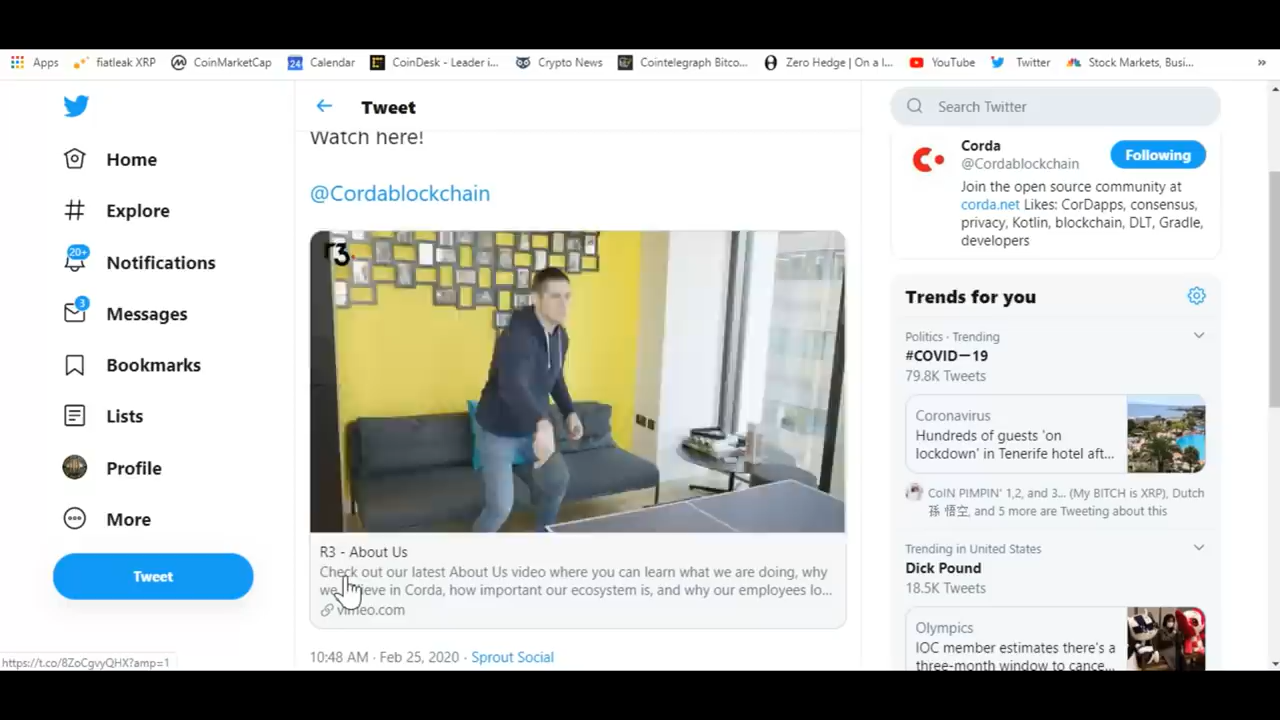 Apps
fiatleak XRP
CoinMarketCap
24
Calendar
CoinDesk - Leader i...
Crypto News
Cointelegraph Bitco...
Zero Hedge | On a l...
YouTube
Twitter
Stock Markets, Busi...
»
Home
Explore
20+
Notifications
3
Messages
Bookmarks
Lists
Profile
More
Tweet
Tweet
Watch here!
@Cordablockchain
r3.
R3 - About Us
Check out our latest About Us video where you can learn what we are doing, why
we believe in Corda, how important our ecosystem is, and why our employees lo...
vimeo.com
10:48 AM · Feb 25, 2020 · Sprout Social
Search Twitter
Corda
@Cordablockchain
Following
Join the open source community at
corda.net Likes: CorDapps, consensus,
privacy, Kotlin, blockchain, DLT, Gradle,
developers
Trends for you
Politics · Trending
#COVID—19
79.8K Tweets
Coronavirus
Hundreds of guests 'on
lockdown' in Tenerife hotel aft...
CoIN PIMPIN' 1,2, and 3... (My BITCH is XRP), Dutch
孫 悟空, and 5 more are Tweeting about this
Trending in United States
Dick Pound
18.5K Tweets
Olympics
IOC member estimates there's a
three-month window to cance...
https://t.co/8ZoCgvyQHX?amp=1